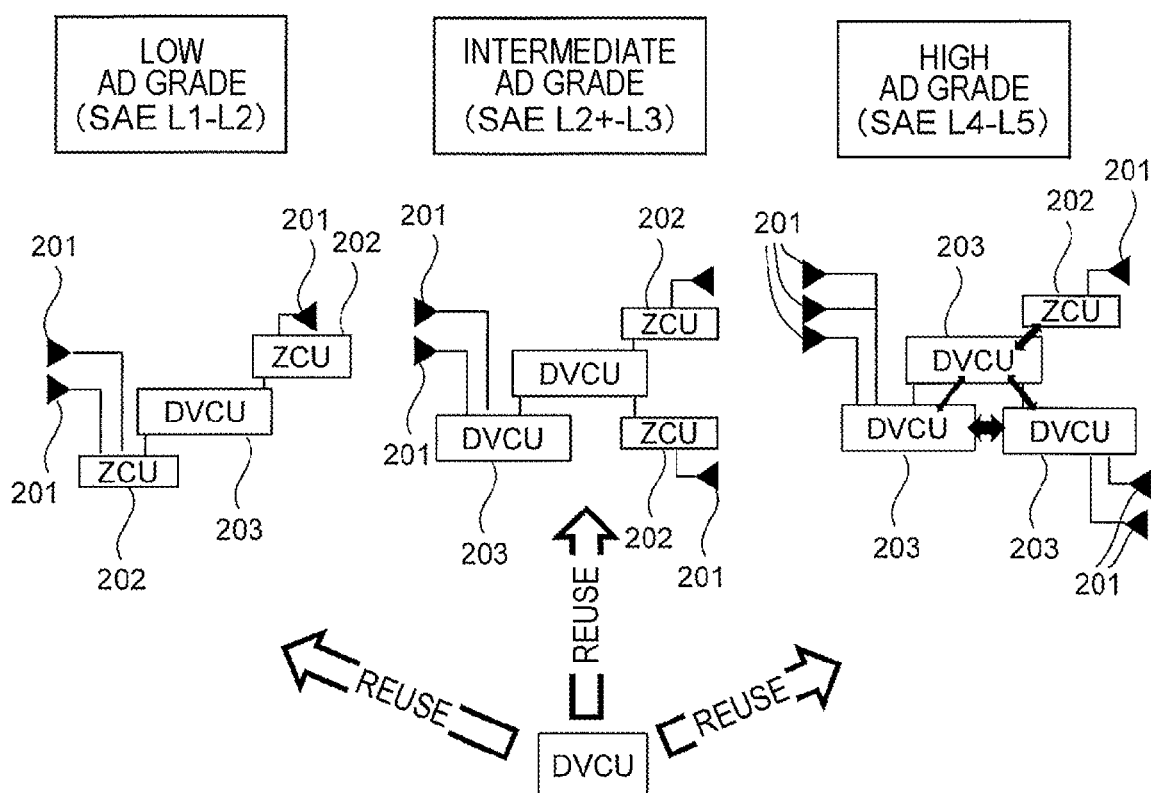 LOW
AD GRADE
(SAE L1-L2)
INTERMEDIATE
AD GRADE
(SAE L2+-L3)
HIGH
AD GRADE
(SAE L4-L5)
201
201
202
ZCU
DVCU
ZCU
201
202
203
201
202
ZCU
DVCU
DVCU
ZCU
201
203
202
201
201
202
201
203
ZCU
DVCU
DVCU
DVCU
203
203
201
REUSE
REUSE
REUSE
DVCU